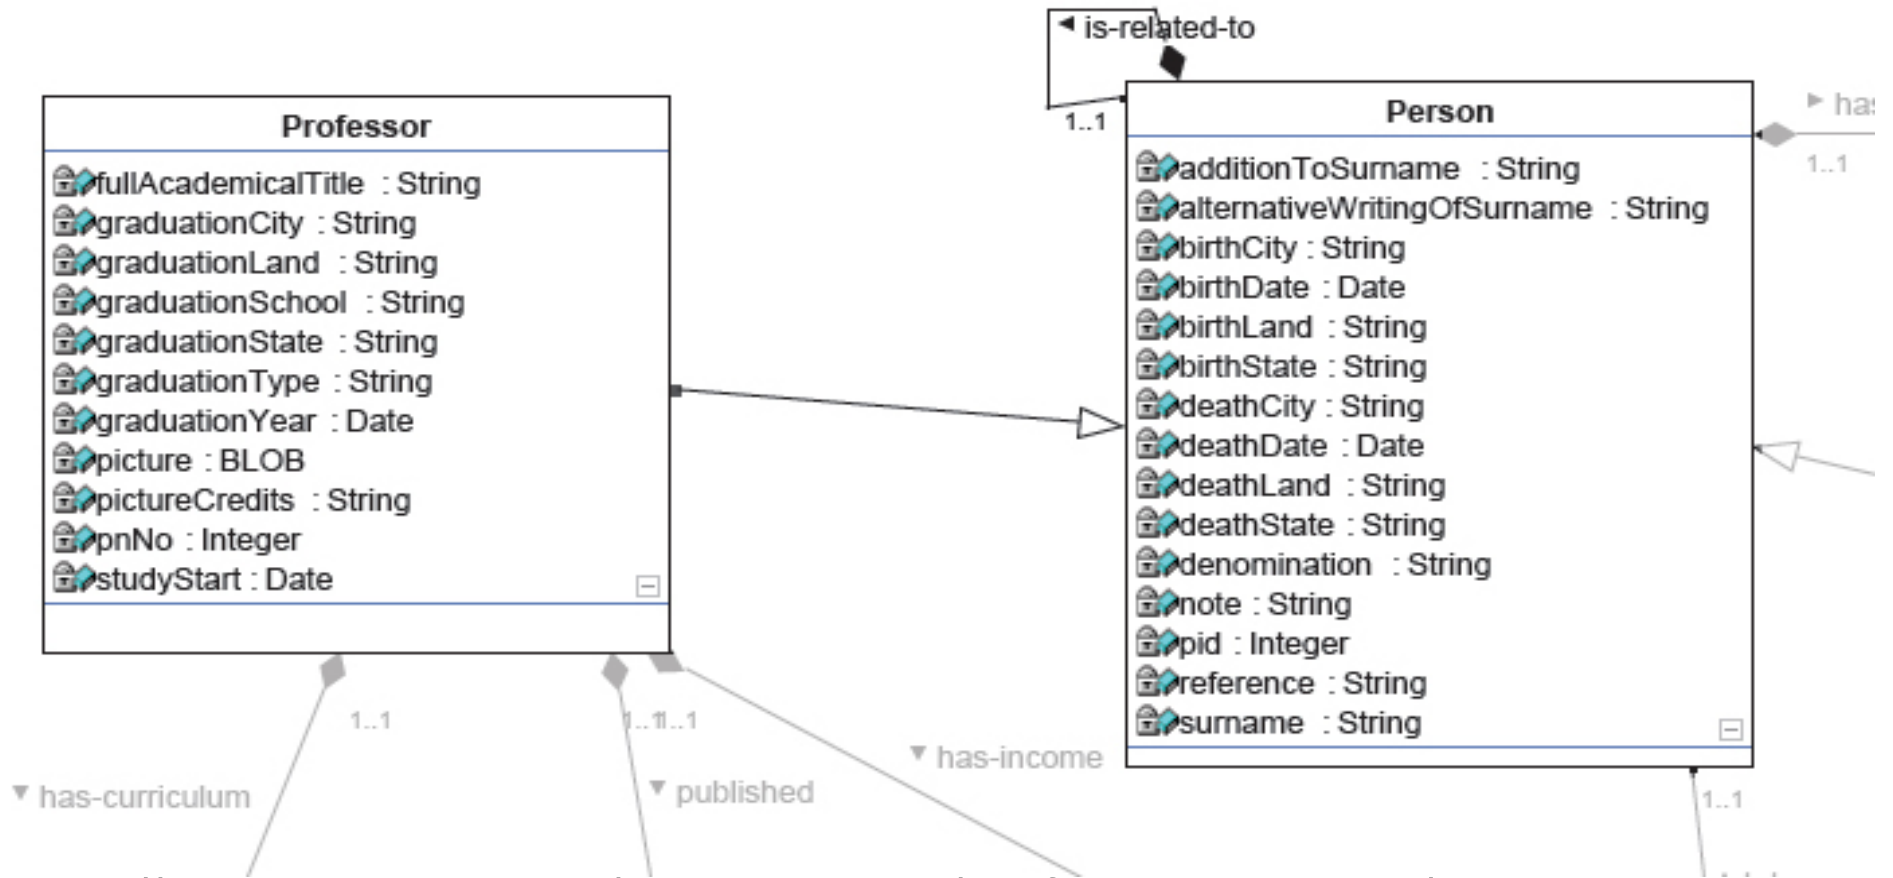 is-related-to
1..1
Professor
fullAcademicalTitle : String
graduationCity : String
graduationLand : String
graduationSchool : String
graduationState : String
graduationType : String
graduationYear : Date
picture : BLOB
pictureCredits : String
pnNo : Integer
studyStart : Date
1..1
1..1
1..1
has-curriculum
published
has-income
Person
additionToSurname : String
alternativeWritingOfSurname : String
birthCity : String
birthDate : Date
birthLand : String
birthState : String
deathCity : String
deathDate : Date
deathLand : String
deathState : String
denomination : String
note : String
pid : Integer
reference : String
surname : String
1..1
1..1